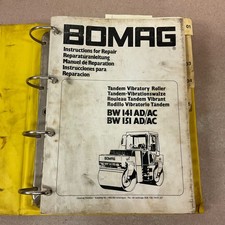 BOMAG
Instructions for Repair
Reparaturanleitung
Manuel de Reparation
Instrucciones para
Reparacion
Tandem Vibratory Roller
Tandem-Vibrationswalze
Rouleau Tandem Vibrant
Rodillo Vibratorio Tandem
BW 141 AD/AC
BW 151 AD/AC
BOMAG